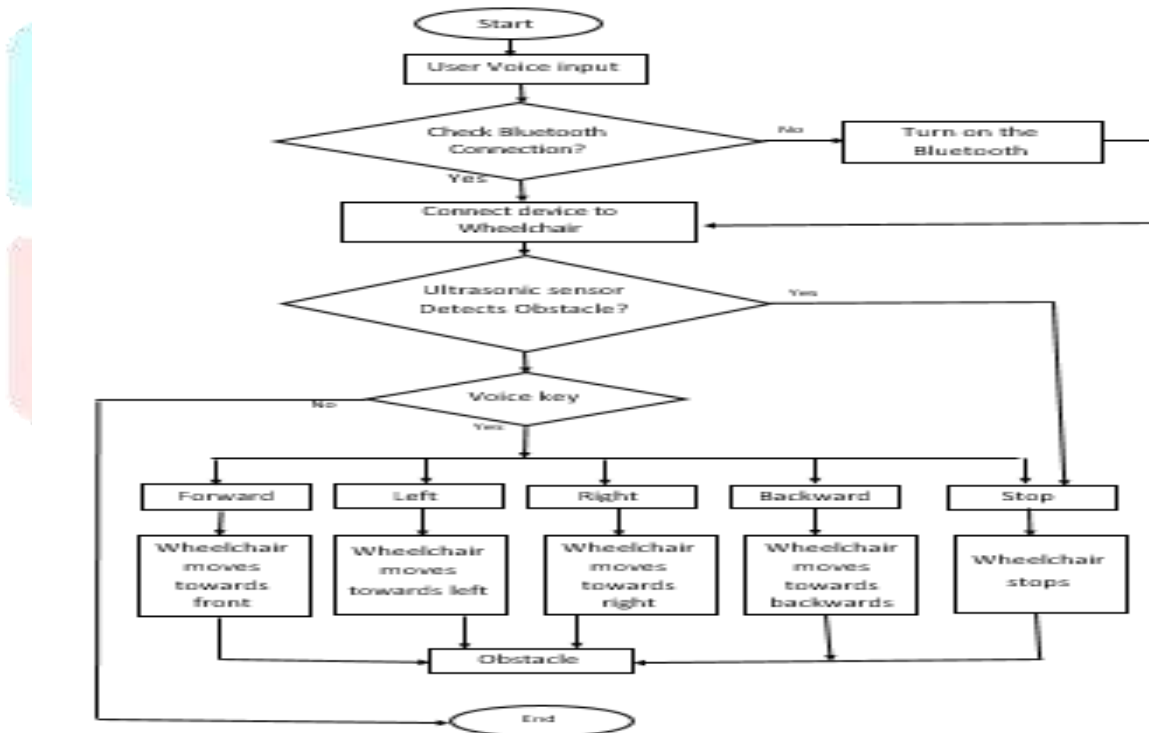 Start
User Voice input
Check Bluetooth
Connection?
No
Turn on the
Bluetooth
Yes
Connect device to
Wheelchair
Ultrasonic sensor
Detects Obstacle?
Yes
Voice key
No
Yes
Forward
Left
Right
Backward
Stop
Wheelchair
moves
towards
front
Wheelchair
moves
towards left
Wheelchair
moves
towards
right
Wheelchair
moves
towards
backwards
Wheelchair
stops
Obstacle
End